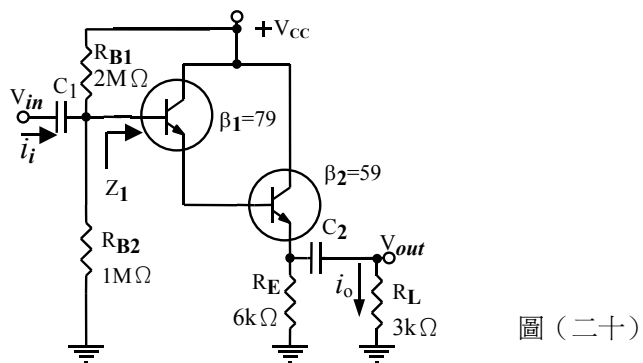 +VCC
RB1
2MΩ
C1
Vin
β1=79
ii
Z1
β2=59
RB2
1MΩ
C2
Vout
RE
6kΩ
io
RL
3kΩ
圖（二十）